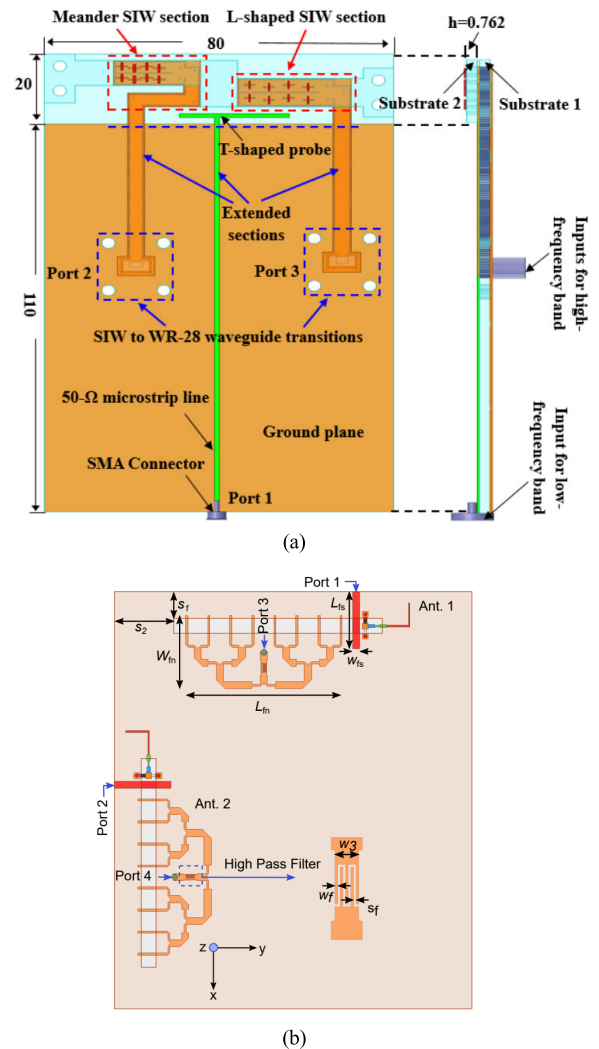 Meander SIW section
L-shaped SIW section
80
h=0.762
20
Substrate 2
Substrate 1
T-shaped probe
Extended
sections
Port 2
Port 3
Inputs for high-
frequency band
110
SIW to WR-28 waveguide transitions
50-Ω microstrip line
Ground plane
SMA Connector
Port 1
Input for low-
frequency band
(a)
Port 1
s1
Port 3
Lfs
Ant. 1
s2
Wfn
wfs
Lfn
Port 2
Ant. 2
w3
High Pass Filter
Port 4
wf
sf
z
y
x
(b)